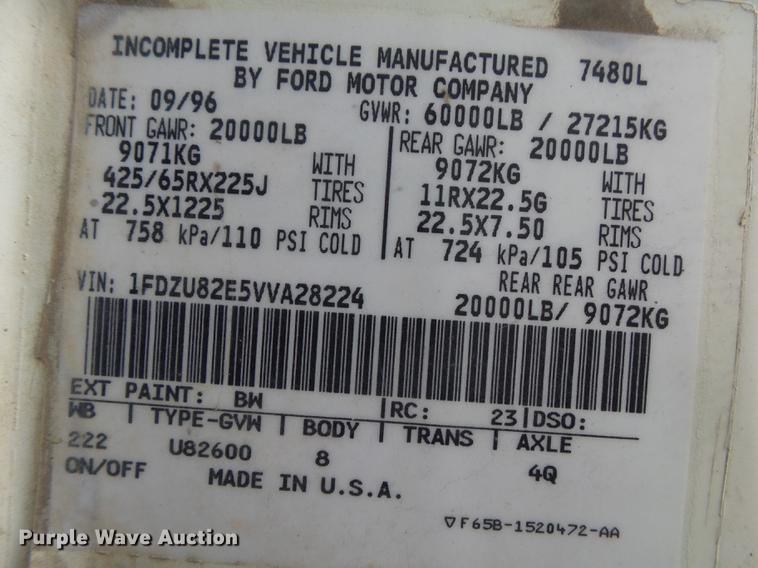 INCOMPLETE VEHICLE MANUFACTURED 7480L
BY FORD MOTOR COMPANY
DATE: 09/96 GVWR: 60000LB / 27215KG
FRONT GAWR: 20000LB
9071KG WITH
425/65RX225J TIRES
22.5X1225 RIMS
AT 758 kPa/110 PSI COLD
REAR GAWR: 20000LB
9072KG WITH
11RX22.5G TIRES
22.5X7.50 RIMS
AT 724 kPa/105 PSI COLD
REAR REAR GAWR
VIN: 1FDZU82E5VVA28224 20000LB/ 9072KG
EXT PAINT: BW RC: 23 DSO:
WB TYPE-GVW BODY TRANS AXLE
222 U82600 8 4Q
ON/OFF MADE IN U.S.A.
▽F65B-1520472-AA
Purple Wave Auction